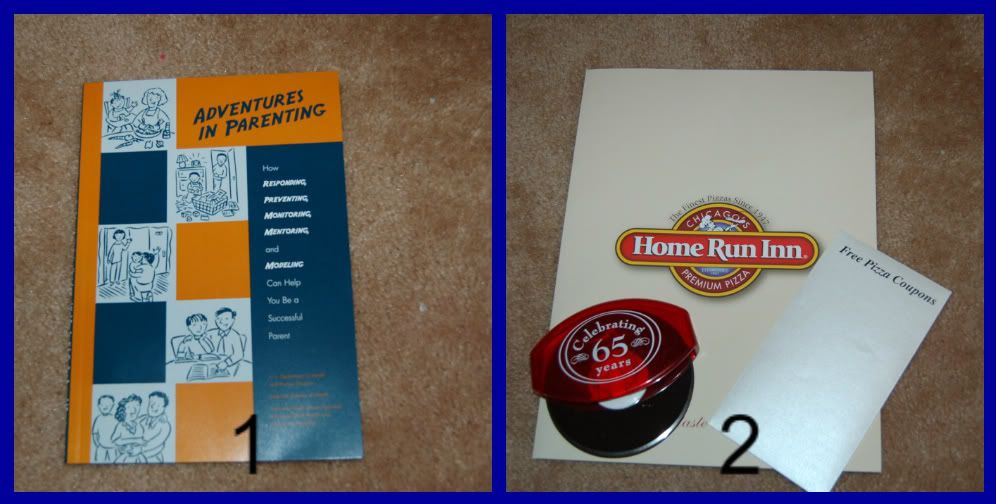 ADVENTURES
IN PARENTING
How
RESPONDING,
PREVENTING,
MONITORING,
MENTORING,
and
MODELING
Can Help
You Be a
Successful
Parent
1
The Finest Pizzas Since 1947
CHICAGO'S
Home Run Inn®
PREMIUM PIZZA
Free Pizza Coupons
Celebrating
65
years
Taste
2